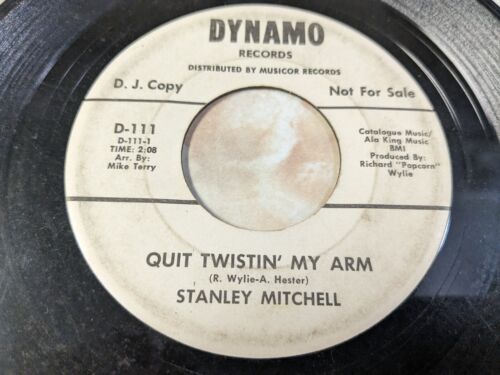 DYNAMO
RECORDS
DISTRIBUTED BY MUSICOR RECORDS
D. J. Copy
Not For Sale
D-111
D-111-1
TIME: 2:08
Arr. By:
Mike Terry
Catalogue Music/
Ala King Music
BMI
Produced By:
Richard "Popcorn"
Wylie
QUIT TWISTIN' MY ARM
(R. Wylie-A. Hester)
STANLEY MITCHELL